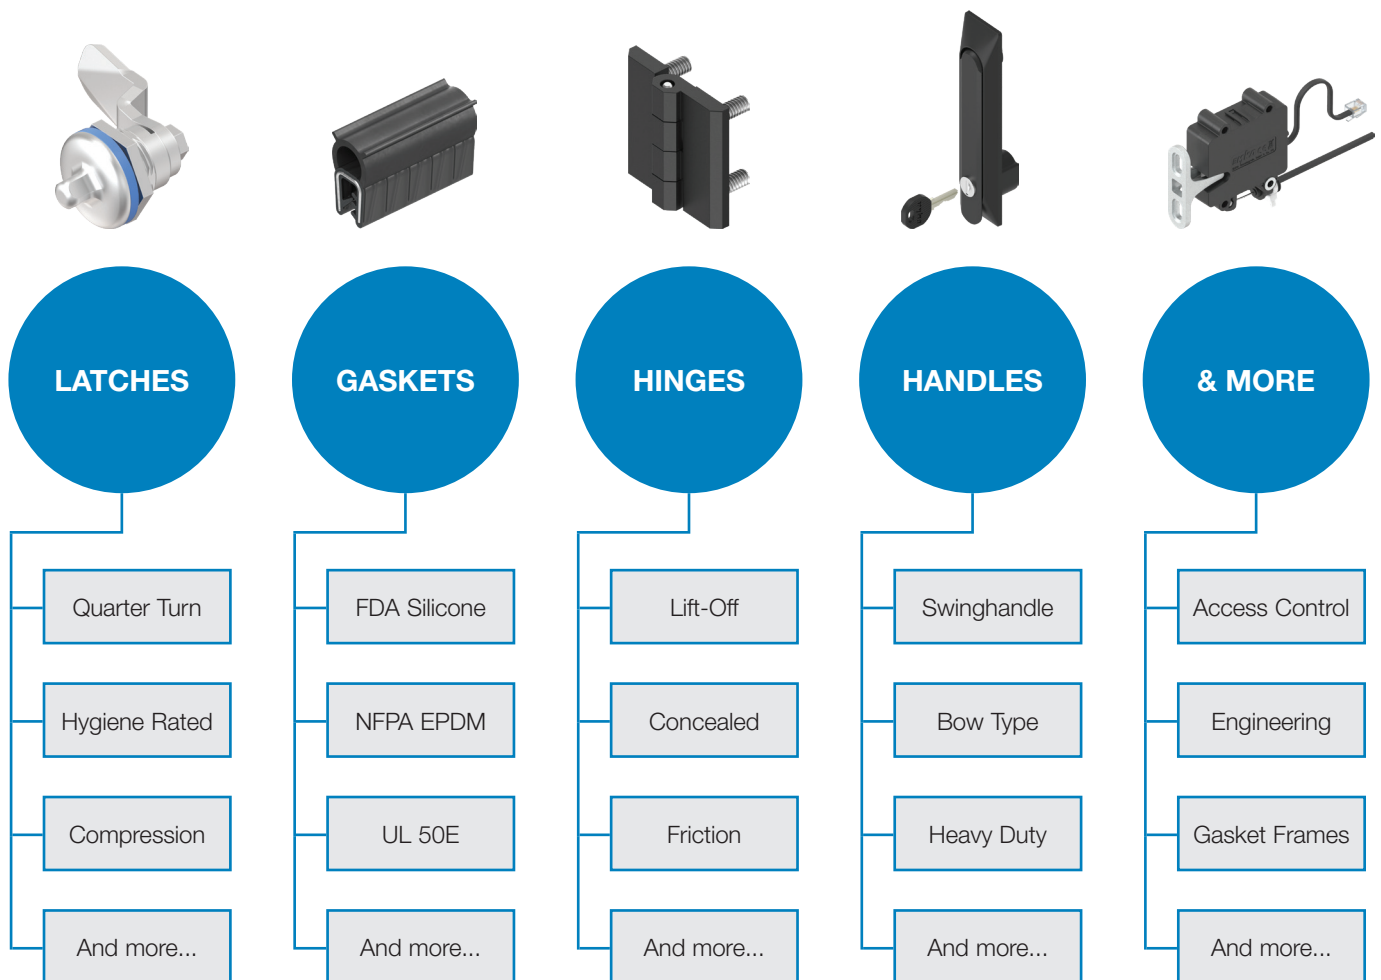 LATCHES
GASKETS
HINGES
HANDLES
& MORE
Quarter Turn
FDA Silicone
Lift-Off
Swinghandle
Access Control
Hygiene Rated
NFPA EPDM
Concealed
Bow Type
Engineering
Compression
UL 50E
Friction
Heavy Duty
Gasket Frames
And more...
And more...
And more...
And more...
And more...